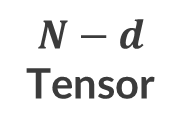 N – d
Tensor